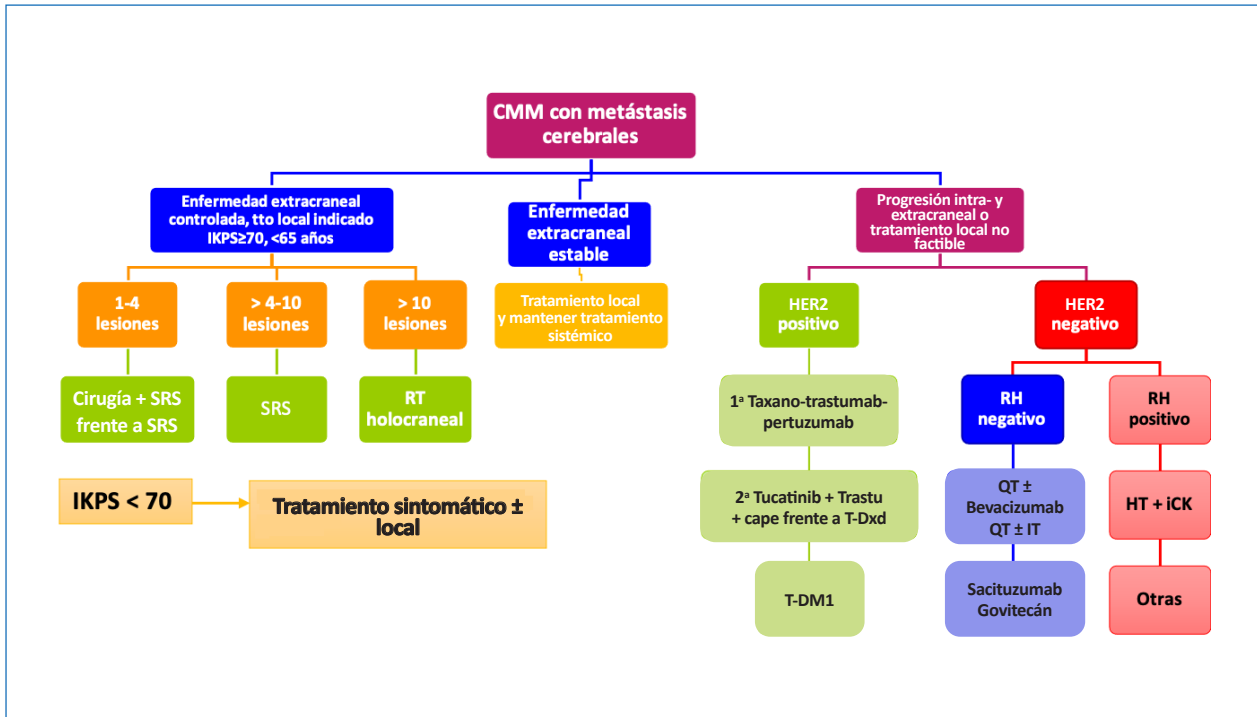 CMM con metástasis
cerebrales
Enfermedad extracraneal
controlada, tto local indicado
IKPS≥70, <65 años
Enfermedad
extracraneal
estable
Progresión intra- y
extracraneal o
tratamiento local no
factible
1-4
lesiones
> 4-10
lesiones
> 10
lesiones
Tratamiento local
y mantener tratamiento
sistémico
HER2
positivo
HER2
negativo
Cirugía + SRS
frente a SRS
SRS
RT
holocraneal
1ª Taxano-trastumab-
pertuzumab
RH
negativo
RH
positivo
IKPS < 70
Tratamiento sintomático ±
local
2ª Tucatinib + Trastu
+ cape frente a T-Dxd
QT ±
Bevacizumab
QT ± IT
HT + iCK
T-DM1
Sacituzumab
Govitecán
Otras